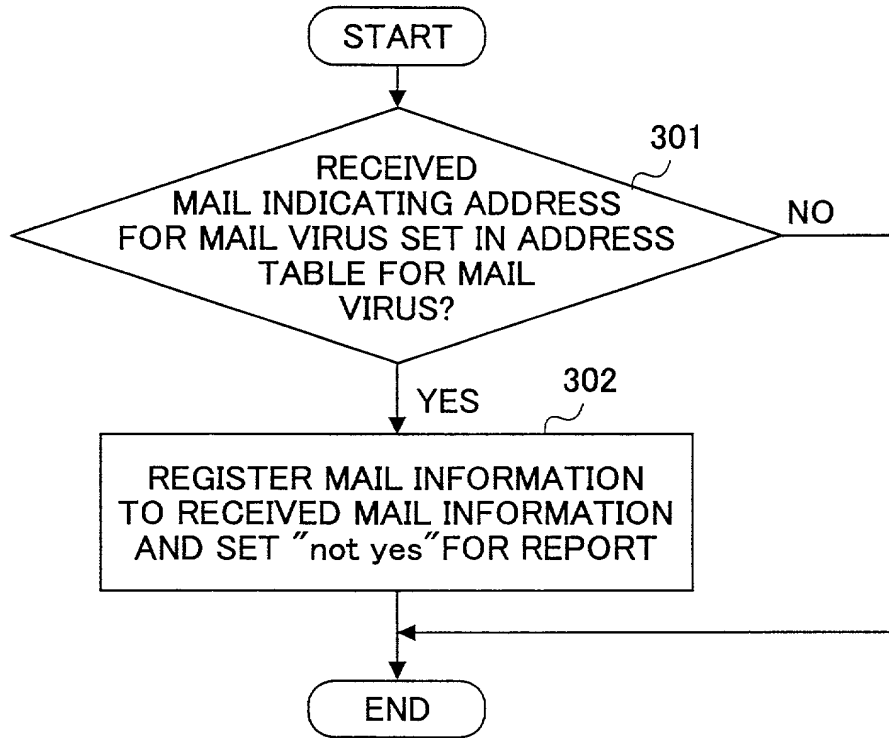 START
301
RECEIVED
MAIL INDICATING ADDRESS
FOR MAIL VIRUS SET IN ADDRESS
TABLE FOR MAIL
VIRUS?
NO
YES
302
REGISTER MAIL INFORMATION
TO RECEIVED MAIL INFORMATION
AND SET "not yes"FOR REPORT
END